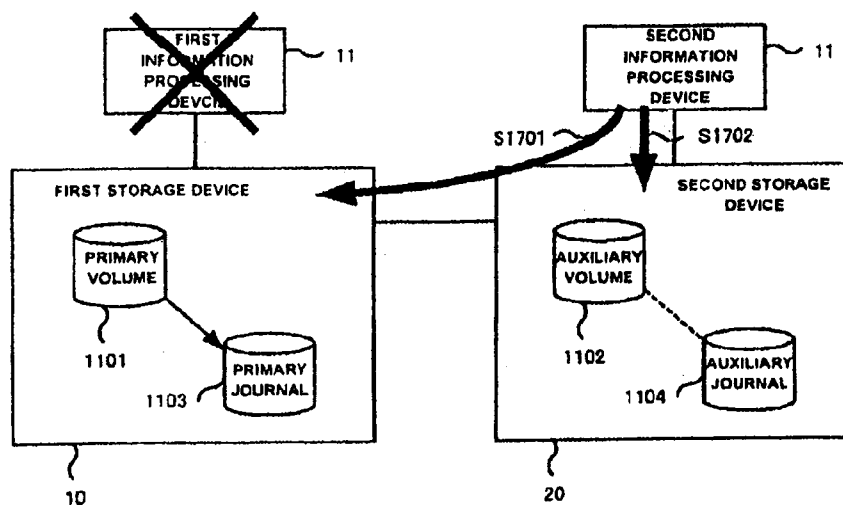 FIRST
INFORMATION
PROCESSING
DEVCIE
11
SECOND
INFORMATION
PROCESSING
DEVICE
11
S1701
S1702
FIRST STORAGE DEVICE
PRIMARY
VOLUME
1101
PRIMARY
JOURNAL
1103
10
SECOND STORAGE
DEVICE
AUXILIARY
VOLUME
1102
AUXILIARY
JOURNAL
1104
20